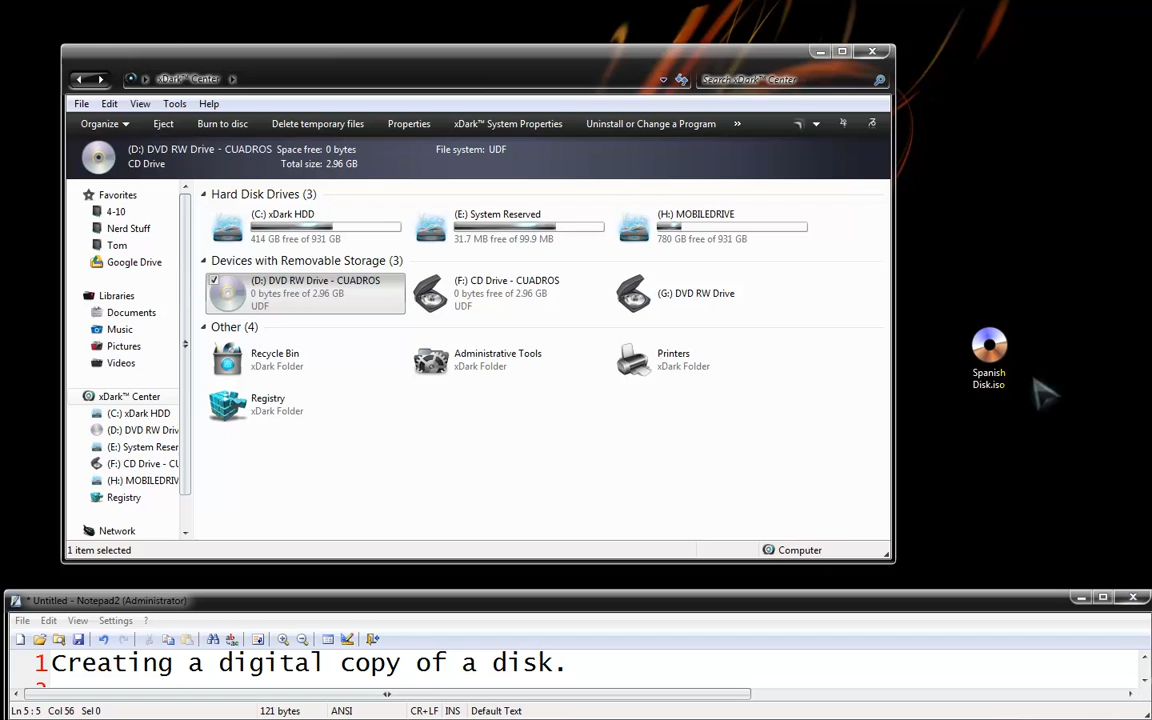 xDark™ Center
Search xDark™ Center
File Edit View Tools Help
Organize Eject Burn to disc Delete temporary files Properties xDark™ System Properties Uninstall or Change a Program »
(D:) DVD RW Drive - CUADROS Space free: 0 bytes File system: UDF
CD Drive Total size: 2.96 GB
Favorites
4-10
Nerd Stuff
Tom
Google Drive
Libraries
Documents
Music
Pictures
Videos
xDark™ Center
(C:) xDark HDD
(D:) DVD RW Driv
(E:) System Reser
(F:) CD Drive - CU
(H:) MOBILEDRIV
Registry
Network
Hard Disk Drives (3)
(C:) xDark HDD
414 GB free of 931 GB
(E:) System Reserved
31.7 MB free of 99.9 MB
(H:) MOBILEDRIVE
780 GB free of 931 GB
Devices with Removable Storage (3)
(D:) DVD RW Drive - CUADROS
0 bytes free of 2.96 GB
UDF
(F:) CD Drive - CUADROS
0 bytes free of 2.96 GB
UDF
(G:) DVD RW Drive
Other (4)
Recycle Bin
xDark Folder
Administrative Tools
xDark Folder
Printers
xDark Folder
Registry
xDark Folder
1 item selected
Computer
Spanish
Disk.iso
* Untitled - Notepad2 (Administrator)
File Edit View Settings ?
1 Creating a digital copy of a disk.
Ln 5 : 5 Col 56 Sel 0 121 bytes ANSI CR+LF INS Default Text